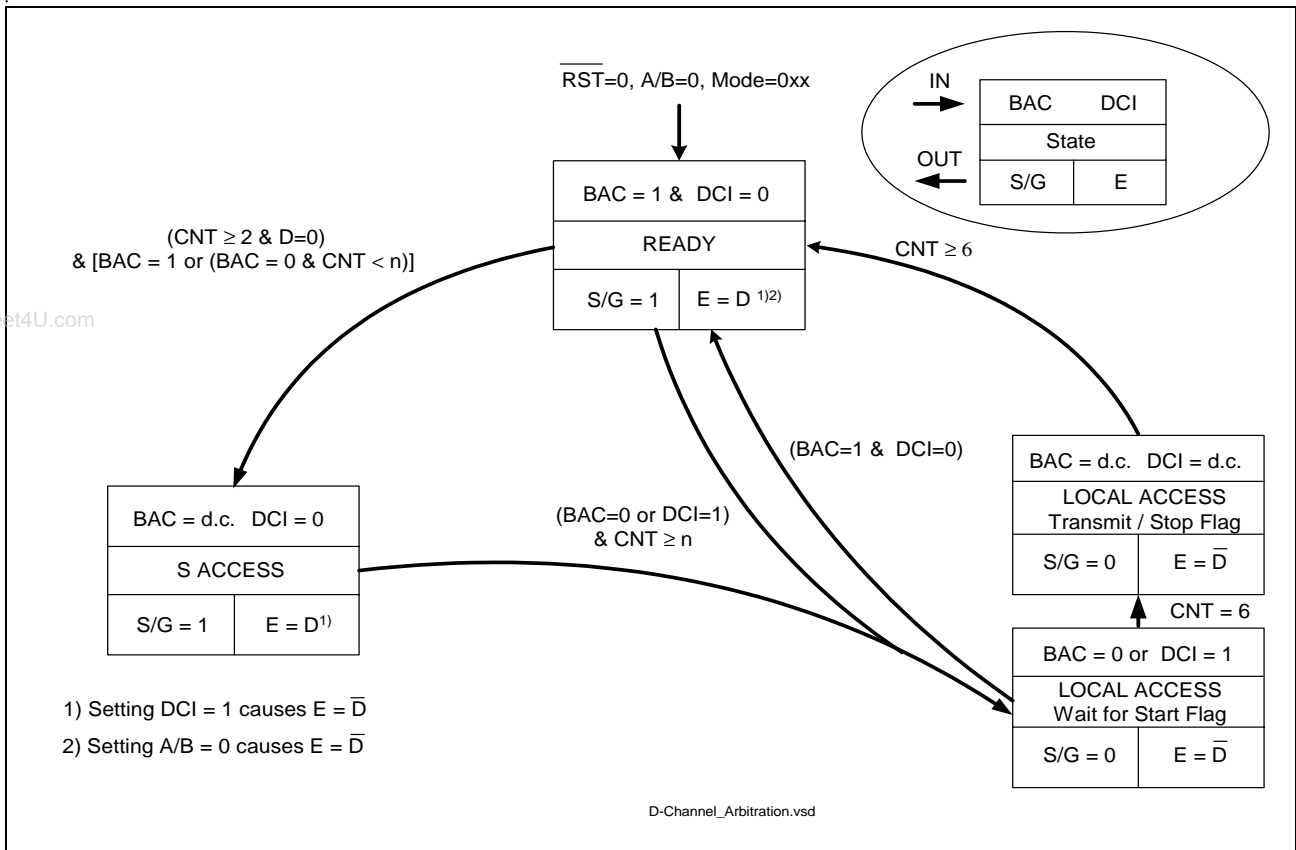 R̅S̅T̅=0, A/B=0, Mode=0xx
IN
BAC DCI
State
OUT
S/G E
BAC = 1 & DCI = 0
READY
S/G = 1 E = D 1)2)
(CNT ≥ 2 & D=0)
& [BAC = 1 or (BAC = 0 & CNT < n)]
CNT ≥ 6
et4U.com
(BAC=1 & DCI=0)
(BAC=0 or DCI=1)
& CNT ≥ n
BAC = d.c. DCI = d.c.
LOCAL ACCESS
Transmit / Stop Flag
S/G = 0 E = D̅
CNT = 6
BAC = d.c. DCI = 0
S ACCESS
S/G = 1 E = D1)
BAC = 0 or DCI = 1
LOCAL ACCESS
Wait for Start Flag
S/G = 0 E = D̅
1) Setting DCI = 1 causes E = D̅
2) Setting A/B = 0 causes E = D̅
D-Channel_Arbitration.vsd